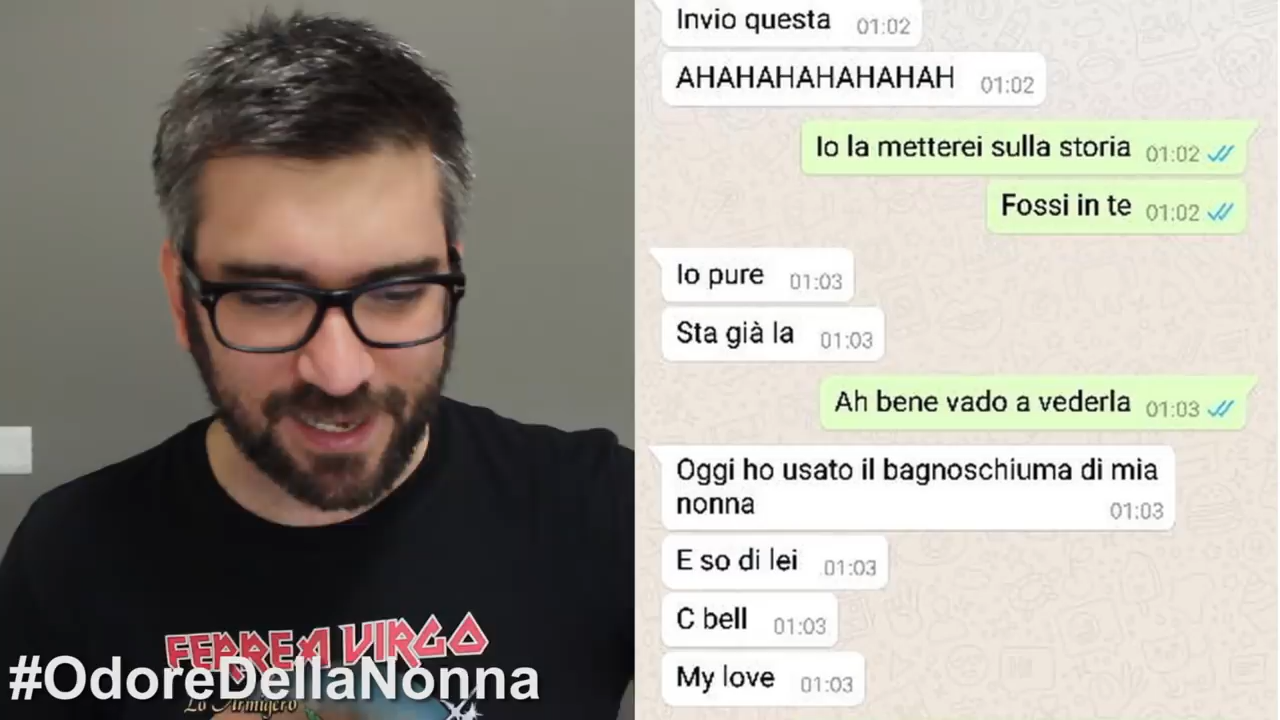 Invio questa 01:02
AHAHAHAHAHAHAH 01:02
Io la metterei sulla storia 01:02
Fossi in te 01:02
Io pure 01:03
Sta già la 01:03
Ah bene vado a vederla 01:03
Oggi ho usato il bagnoschiuma di mia
nonna 01:03
E so di lei 01:03
C bell 01:03
My love 01:03
FERREA VIRGO
#OdoreDellaNonna
Lo Armigero